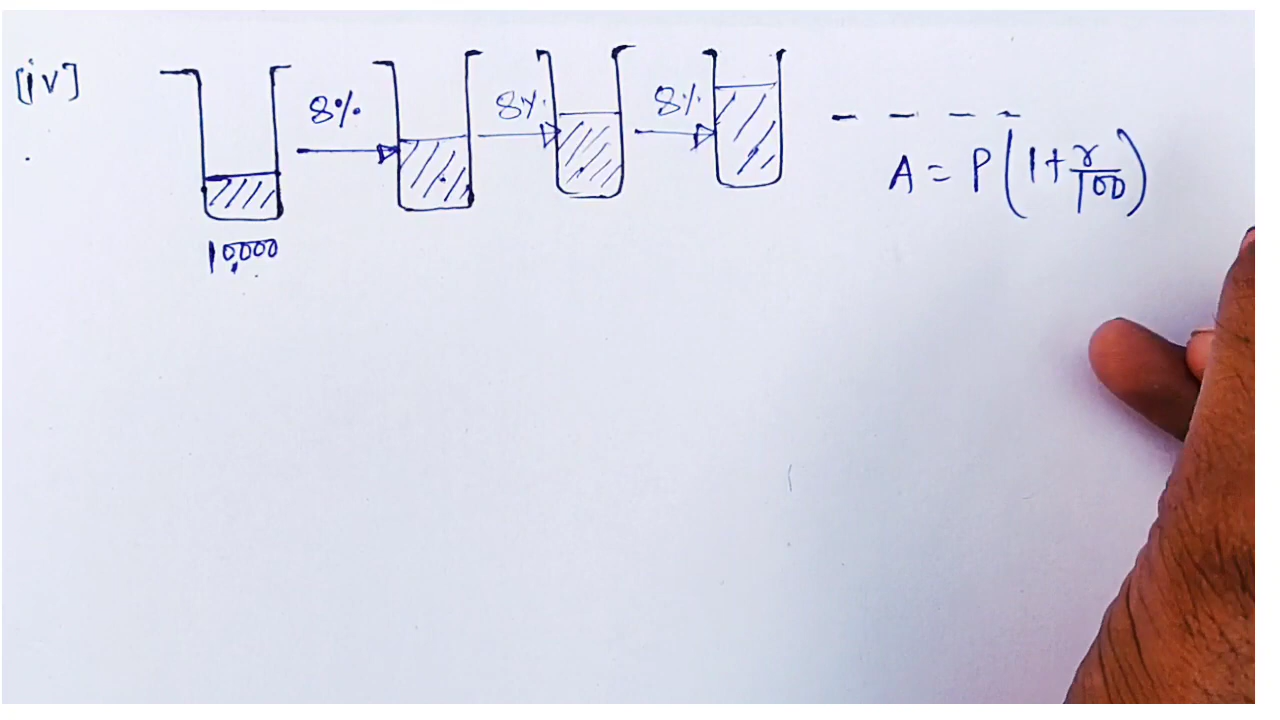 [iv]
8% 8% 8% - - - -
A = P(1+r/100)
10,000